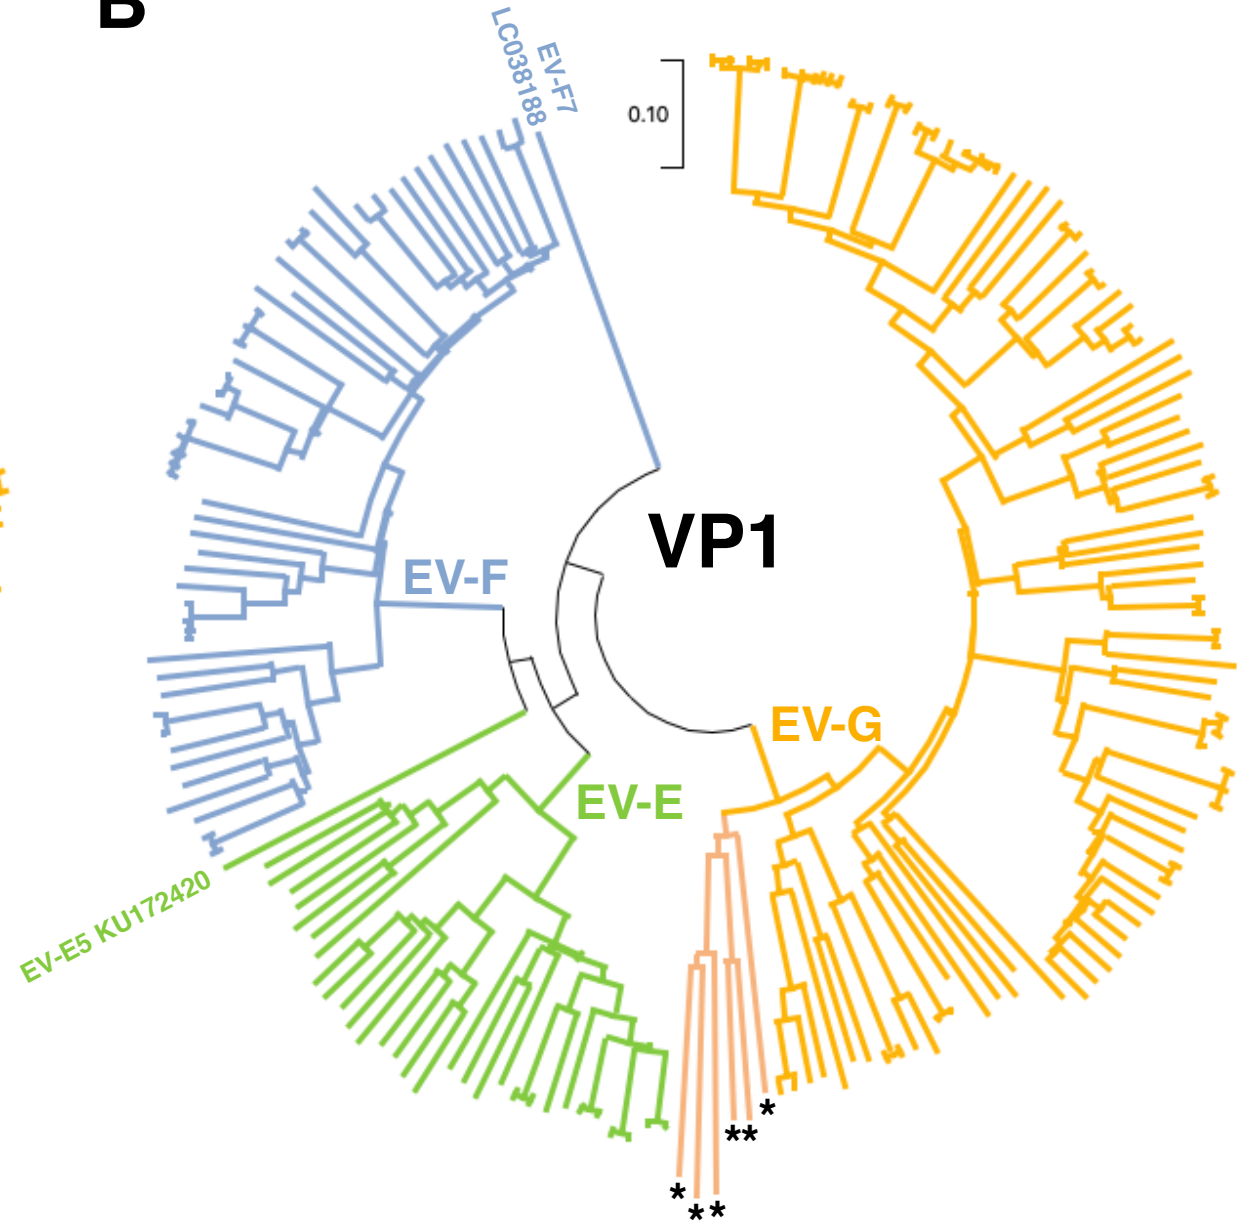 B
LC038188
EV-F7
0.10
VP1
EV-F
EV-G
EV-E
EV-E5 KU172420
*
**
*
*
*